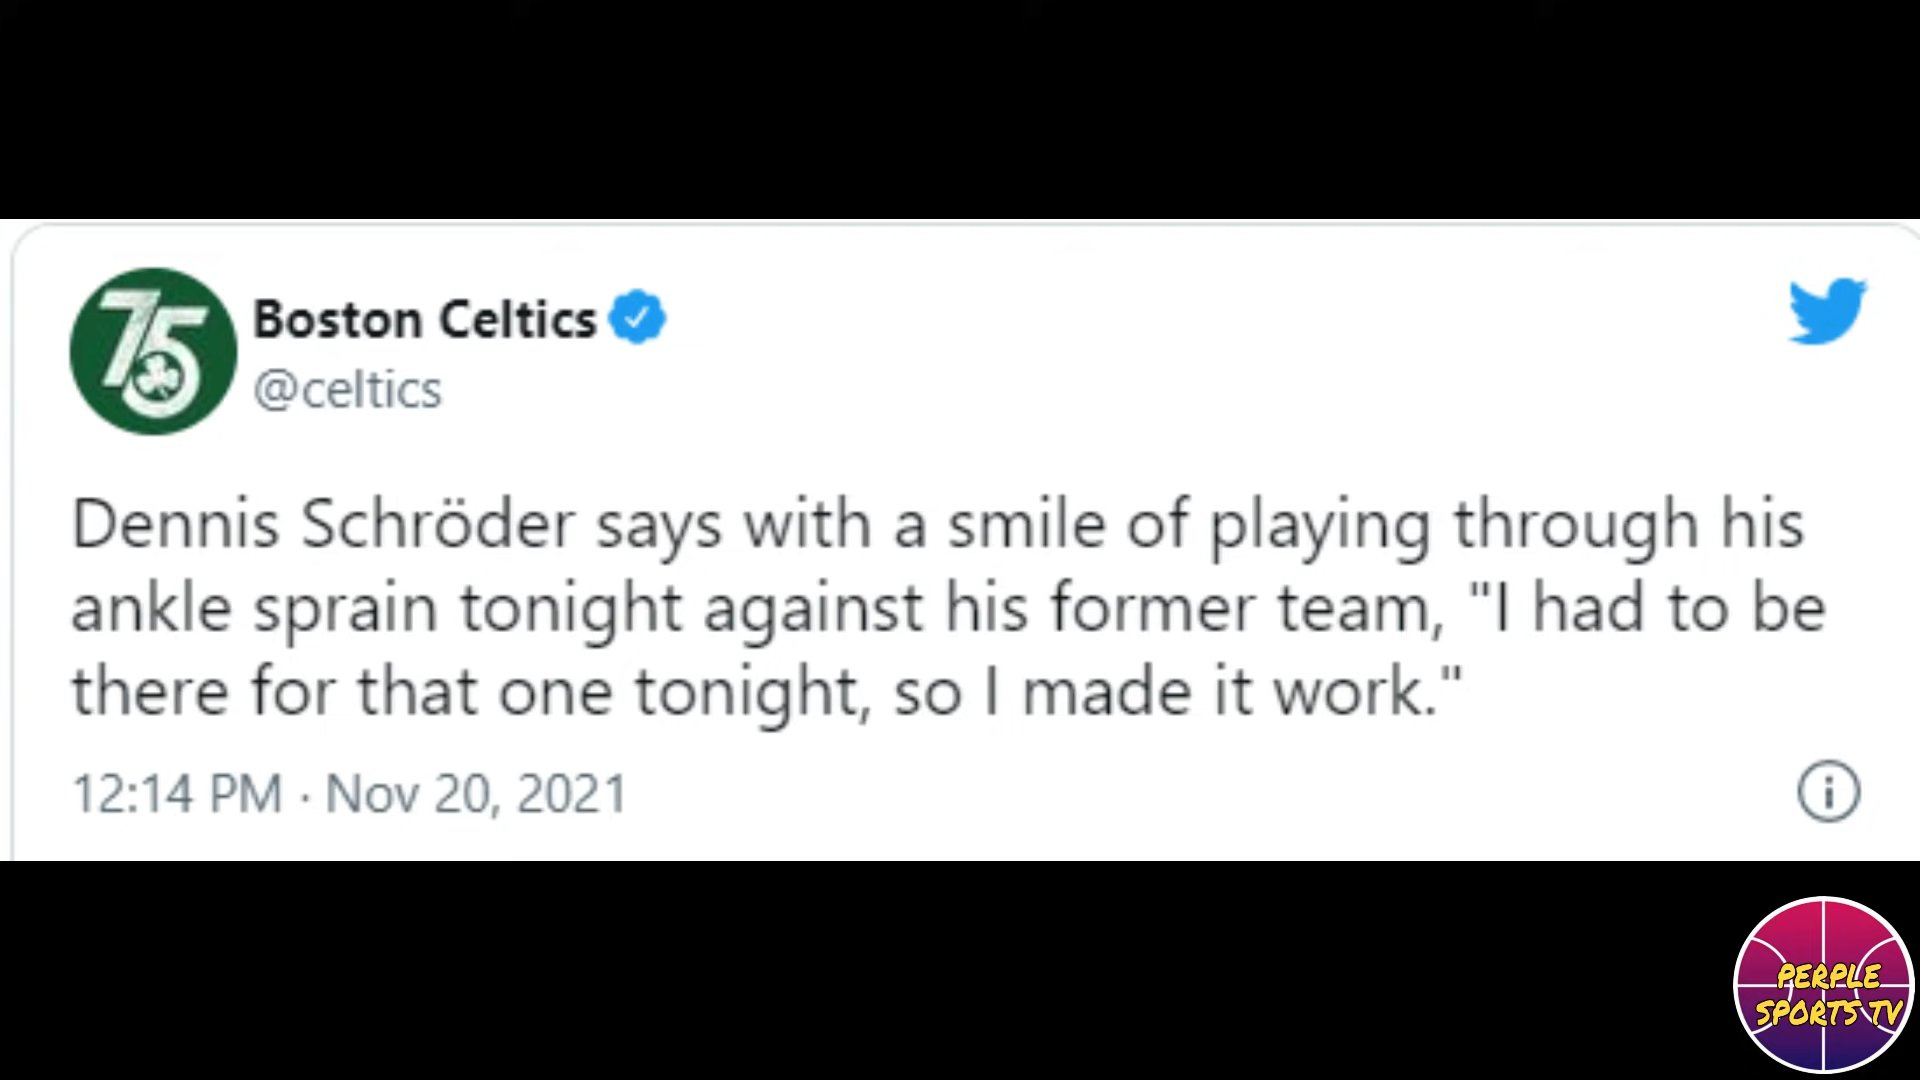 75
Boston Celtics
@celtics
Dennis Schröder says with a smile of playing through his
ankle sprain tonight against his former team, "I had to be
there for that one tonight, so I made it work."
12:14 PM · Nov 20, 2021
PERPLE
SPORTS TV